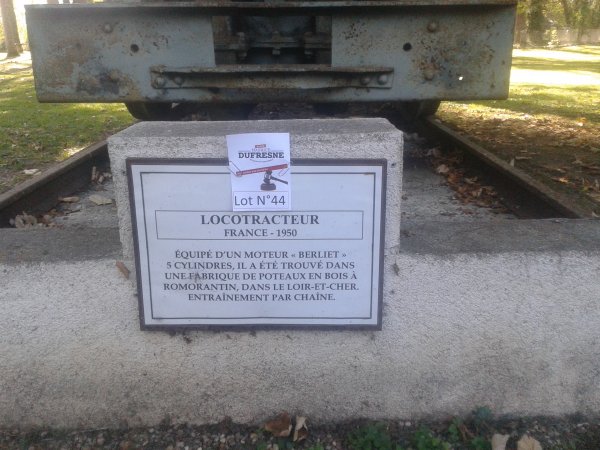 DUFRESNE
Lot N°44
LOCOTRACTEUR
FRANCE - 1950
ÉQUIPÉ D'UN MOTEUR « BERLIET »
5 CYLINDRES, IL A ÉTÉ TROUVÉ DANS
UNE FABRIQUE DE POTEAUX EN BOIS À
ROMORANTIN, DANS LE LOIR-ET-CHER.
ENTRAÎNEMENT PAR CHAÎNE.